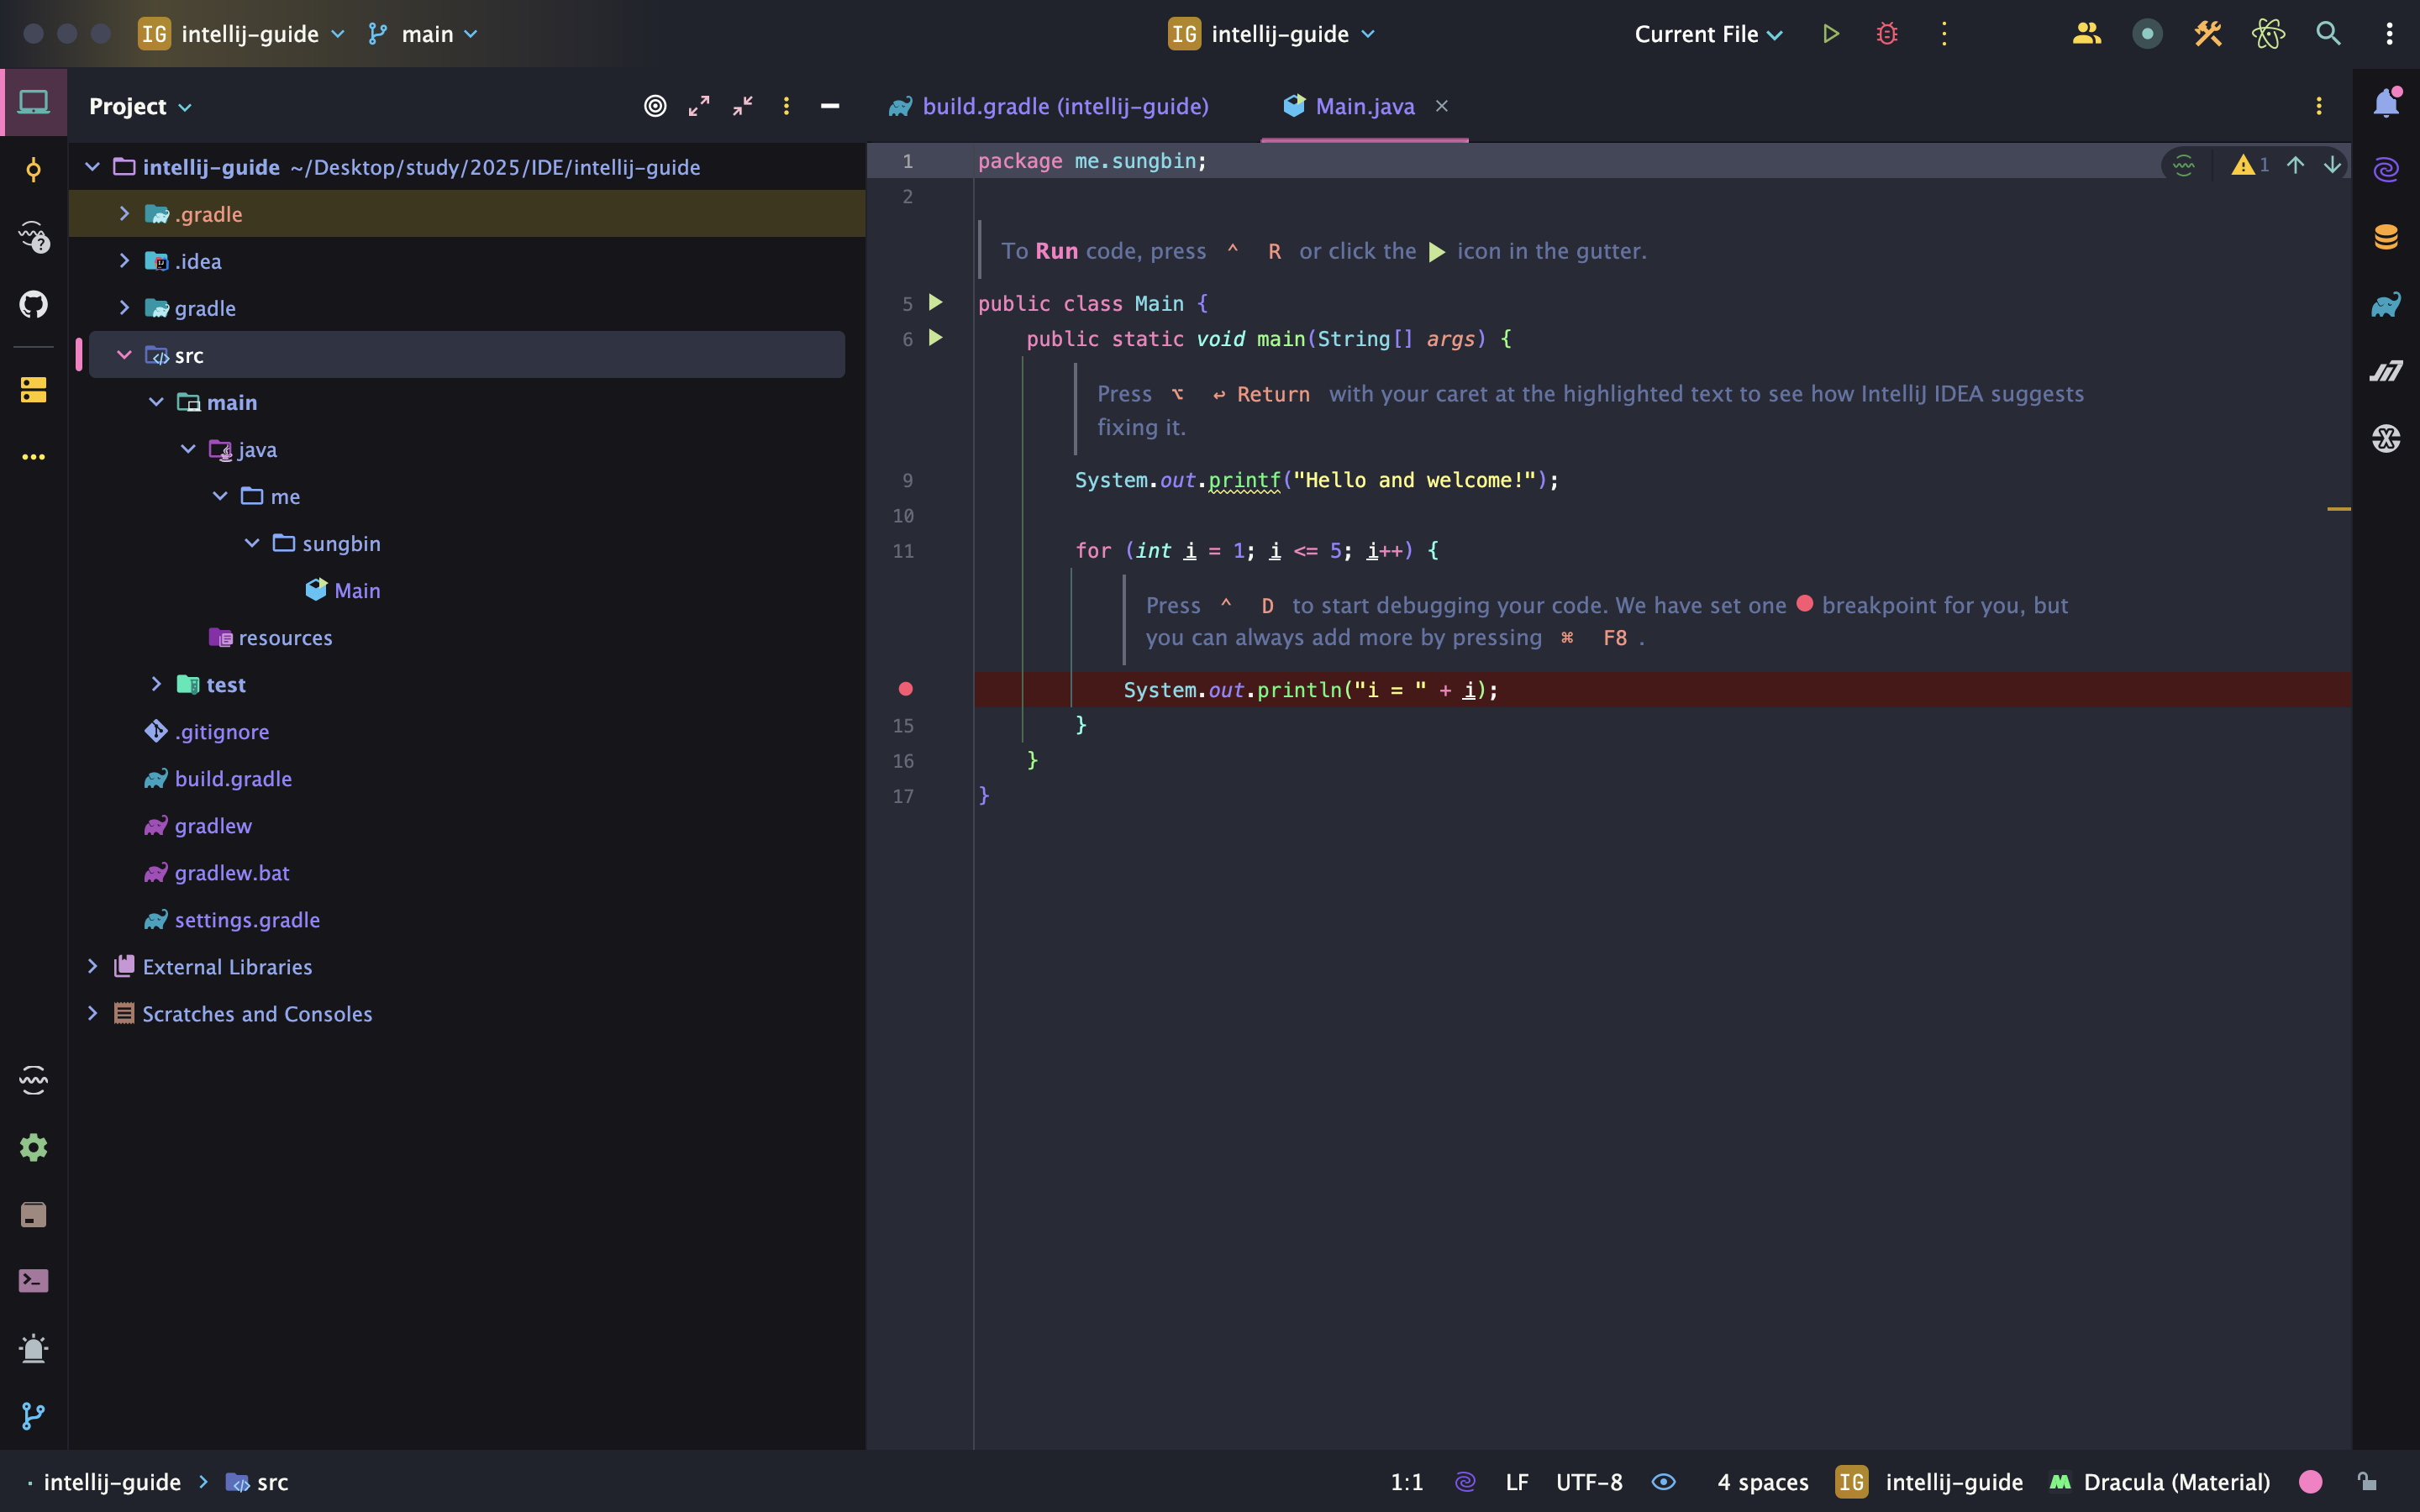 IG intellij-guide main
IG intellij-guide
Current File
Project
build.gradle (intellij-guide)
Main.java
intellij-guide ~/Desktop/study/2025/IDE/intellij-guide
.gradle
.idea
gradle
src
main
java
me
sungbin
Main
resources
test
.gitignore
build.gradle
gradlew
gradlew.bat
settings.gradle
External Libraries
Scratches and Consoles
1 package me.sungbin;
1
2
To Run code, press ⌃ R or click the icon in the gutter.
5 public class Main {
6 public static void main(String[] args) {
Press ⌥ ↩ Return with your caret at the highlighted text to see how IntelliJ IDEA suggests
fixing it.
9 System.out.printf("Hello and welcome!");
10
11 for (int i = 1; i <= 5; i++) {
Press ⌃ D to start debugging your code. We have set one breakpoint for you, but
you can always add more by pressing ⌘ F8 .
System.out.println("i = " + i);
15 }
16 }
17 }
intellij-guide > src
1:1 LF UTF-8 4 spaces IG intellij-guide Dracula (Material)